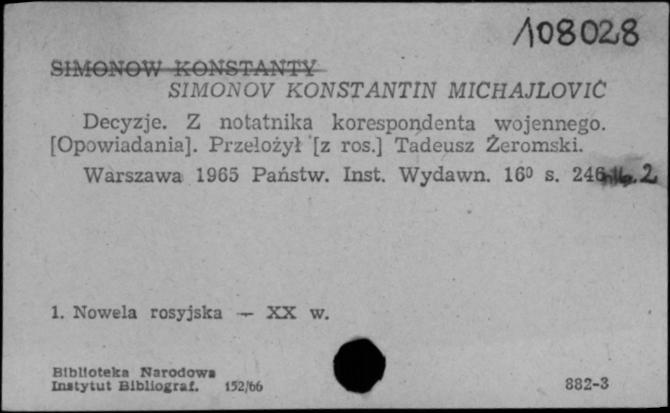 108028
SIMONOW KONSTANTY
SIMONOV KONSTANTIN MICHAJLOVIČ
Decyzje. Z notatnika korespondenta wojennego.
[Opowiadania]. Przełożył [z ros.] Tadeusz Żeromski.
Warszawa 1965 Państw. Inst. Wydawn. 16⁰ s. 246
1. Nowela rosyjska — XX w.
Biblioteka Narodowa
Instytut Bibliograf. 152/66
882-3